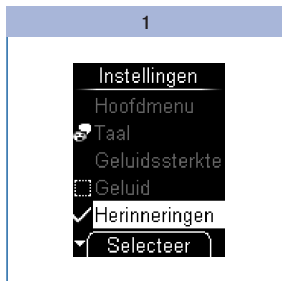 1
Instellingen
Hoofdmenu
Taal
Geluidssterkte
Geluid
Herinneringen
Selecteer